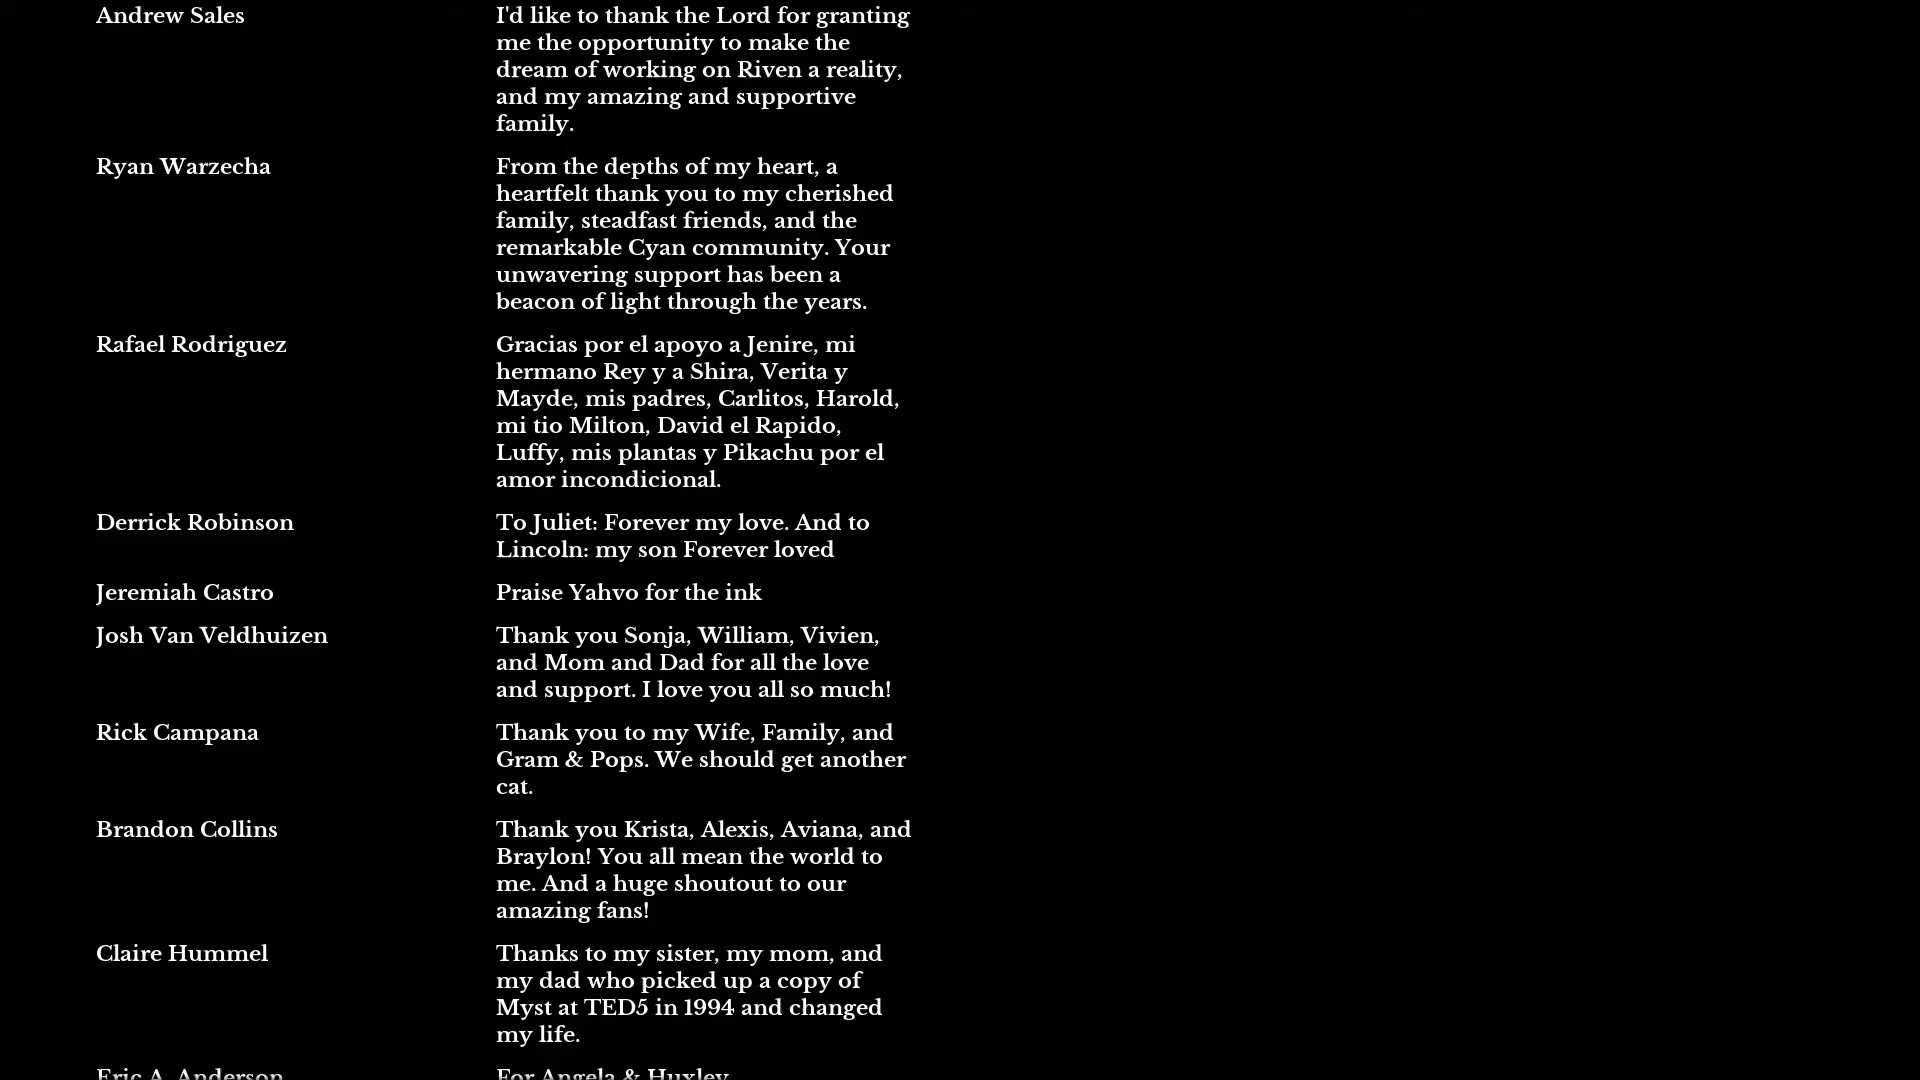 Andrew Sales
I'd like to thank the Lord for granting
me the opportunity to make the
dream of working on Riven a reality,
and my amazing and supportive
family.
Ryan Warzecha
From the depths of my heart, a
heartfelt thank you to my cherished
family, steadfast friends, and the
remarkable Cyan community. Your
unwavering support has been a
beacon of light through the years.
Rafael Rodriguez
Gracias por el apoyo a Jenire, mi
hermano Rey y a Shira, Verita y
Mayde, mis padres, Carlitos, Harold,
mi tio Milton, David el Rapido,
Luffy, mis plantas y Pikachu por el
amor incondicional.
Derrick Robinson
To Juliet: Forever my love. And to
Lincoln: my son Forever loved
Jeremiah Castro
Praise Yahvo for the ink
Josh Van Veldhuizen
Thank you Sonja, William, Vivien,
and Mom and Dad for all the love
and support. I love you all so much!
Rick Campana
Thank you to my Wife, Family, and
Gram & Pops. We should get another
cat.
Brandon Collins
Thank you Krista, Alexis, Aviana, and
Braylon! You all mean the world to
me. And a huge shoutout to our
amazing fans!
Claire Hummel
Thanks to my sister, my mom, and
my dad who picked up a copy of
Myst at TED5 in 1994 and changed
my life.
Eric A. Anderson
For Angela & Huxley